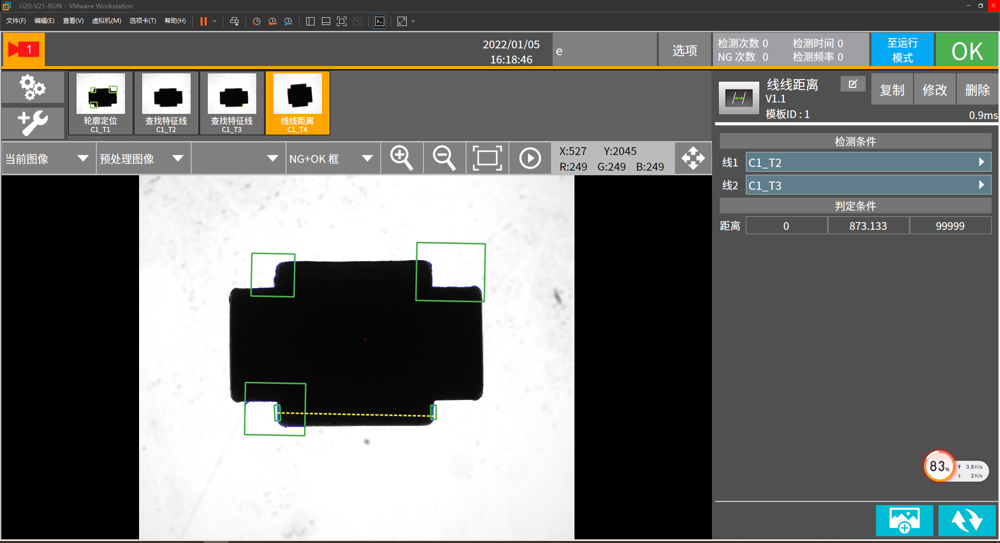 U20-V21-RUN - VMware Workstation
文件(F) 编辑(E) 查看(V) 虚拟机(M) 选项卡(T) 帮助(H)
1
2022/01/05
16:18:46
e
选项
检测次数 0 检测时间 0
NG 次数 0 检测频率 0
至运行
模式
OK
轮廓定位
C1_T1
查找特征线
C1_T2
查找特征线
C1_T3
线线距离
C1_T4
线线距离
V1.1
模板ID : 1
复制 修改 删除
0.9ms
当前图像 预处理图像 NG+OK 框
X:527 Y:2045
R:249 G:249 B:249
检测条件
线1 C1_T2
线2 C1_T3
判定条件
距离 0 873.133 99999
83%
3.5K/s
2K/s